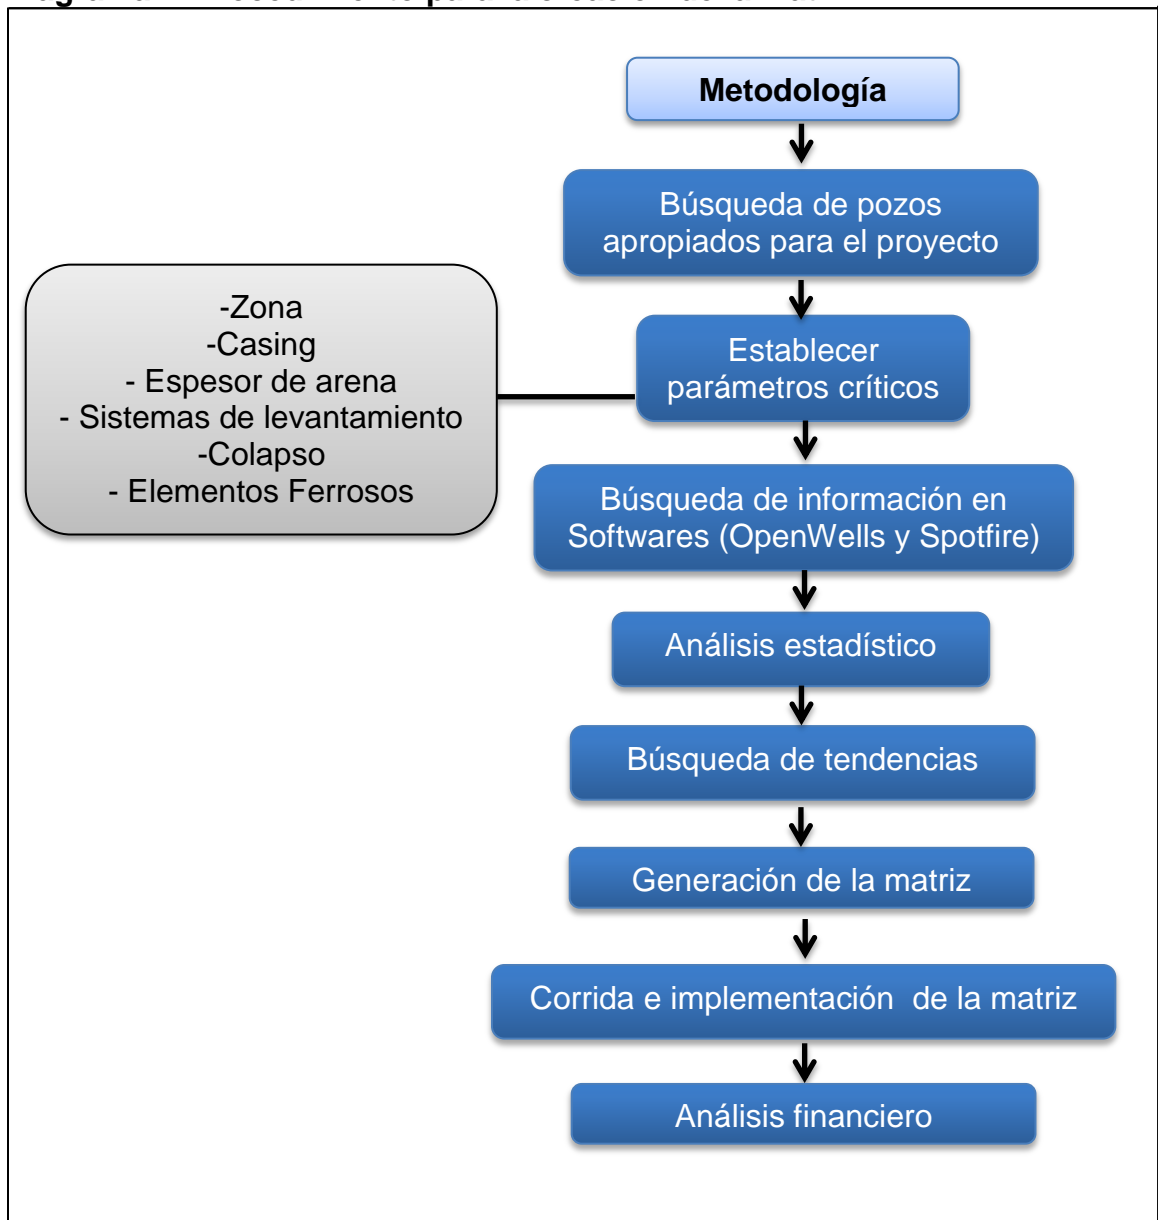 Metodología
Búsqueda de pozos
apropiados para el proyecto
-Zona
-Casing
- Espesor de arena
- Sistemas de levantamiento
-Colapso
- Elementos Ferrosos
Establecer
parámetros críticos
Búsqueda de información en
Softwares (OpenWells y Spotfire)
Análisis estadístico
Búsqueda de tendencias
Generación de la matriz
Corrida e implementación  de la matriz
Análisis financiero